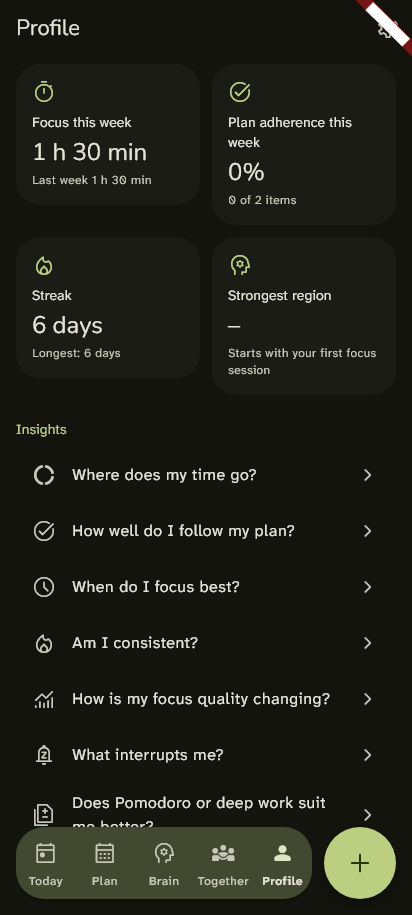 Profile
Focus this week
1 h 30 min
Last week 1 h 30 min
Plan adherence this
week
0%
0 of 2 items
Streak
6 days
Longest: 6 days
Strongest region
–
Starts with your first focus
session
Insights
Where does my time go?
How well do I follow my plan?
When do I focus best?
Am I consistent?
How is my focus quality changing?
What interrupts me?
Does Pomodoro or deep work suit
me better?
Today
Plan
Brain
Together
Profile